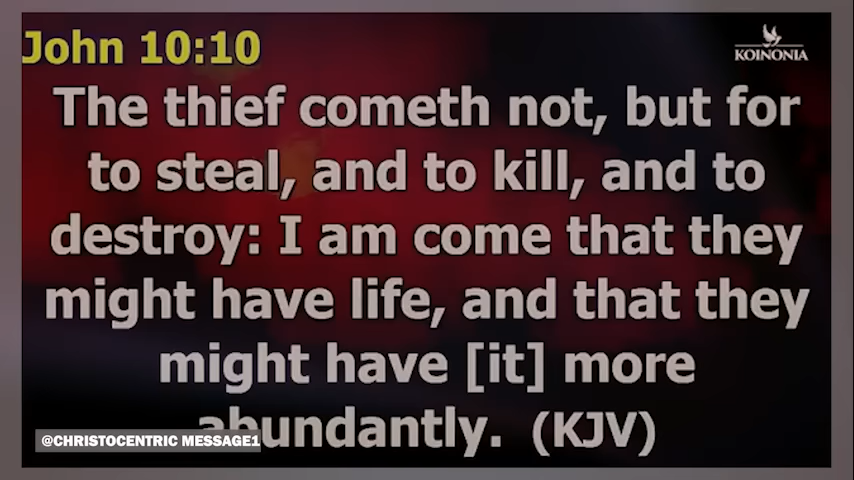 John 10:10
KOINONIA
The thief cometh not, but for
to steal, and to kill, and to
destroy: I am come that they
might have life, and that they
might have [it] more
abundantly. (KJV)
@CHRISTOCENTRIC MESSAGE1